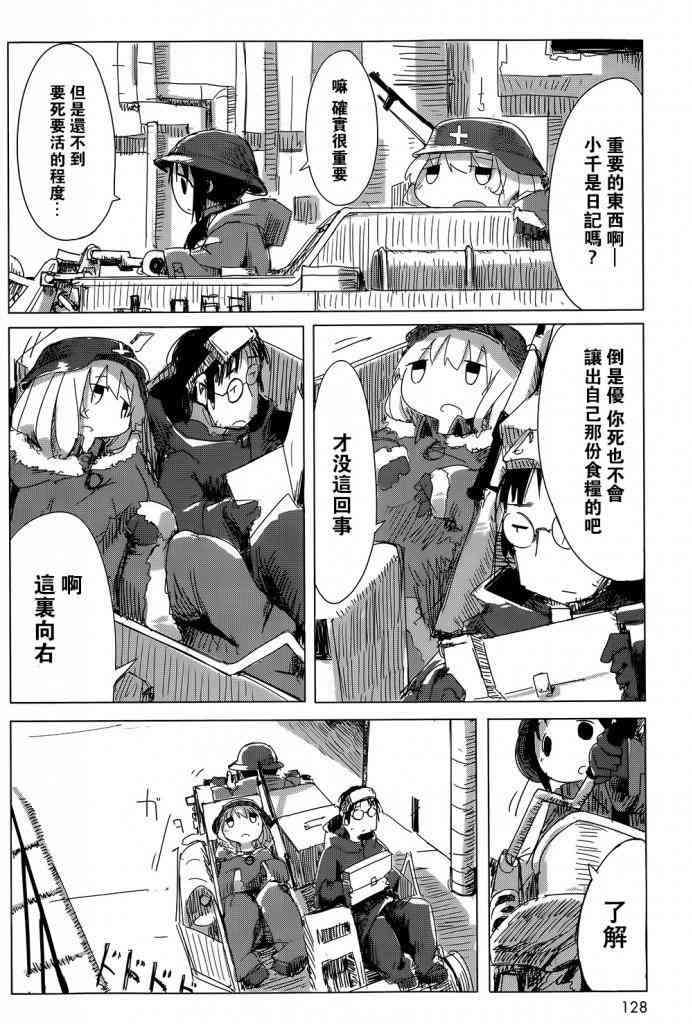 重要的東西啊—
小千是日記嗎？
嘛 確實很重要
但是還不到
要死要活的程度…
倒是優 你死也不會
讓出自己那份食糧的吧
才没這回事
啊
這裏向右
了解
ガタ
ドドドド
128